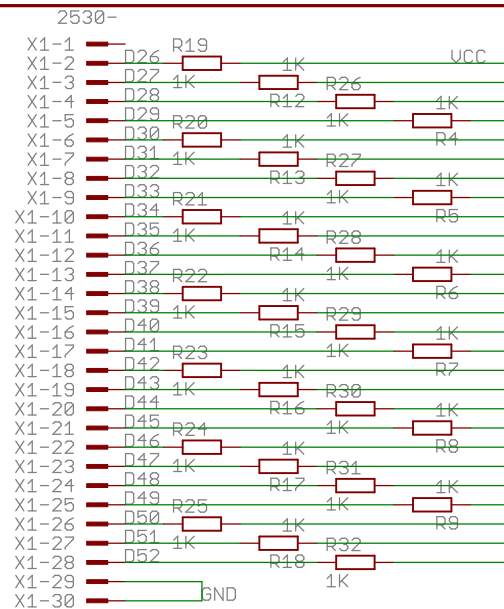 2530-
X1-1 R19
X1-2 D26 1K VCC
X1-3 D27 1K R26
X1-4 D28 R12 1K
X1-5 D29 R20 1K R4
X1-6 D30 1K
X1-7 D31 1K R27
X1-8 D32 R13 1K
X1-9 D33 R21 1K R5
X1-10 D34 1K
X1-11 D35 1K R28
X1-12 D36 R14 1K
X1-13 D37 R22 1K R6
X1-14 D38 1K
X1-15 D39 1K R29
X1-16 D40 R15 1K
X1-17 D41 R23 1K R7
X1-18 D42 1K
X1-19 D43 1K R30
X1-20 D44 R16 1K
X1-21 D45 R24 1K R8
X1-22 D46 1K
X1-23 D47 1K R31
X1-24 D48 R17 1K
X1-25 D49 R25 1K R9
X1-26 D50 1K
X1-27 D51 1K R32
X1-28 D52 R18 1K
X1-29
X1-30 GND